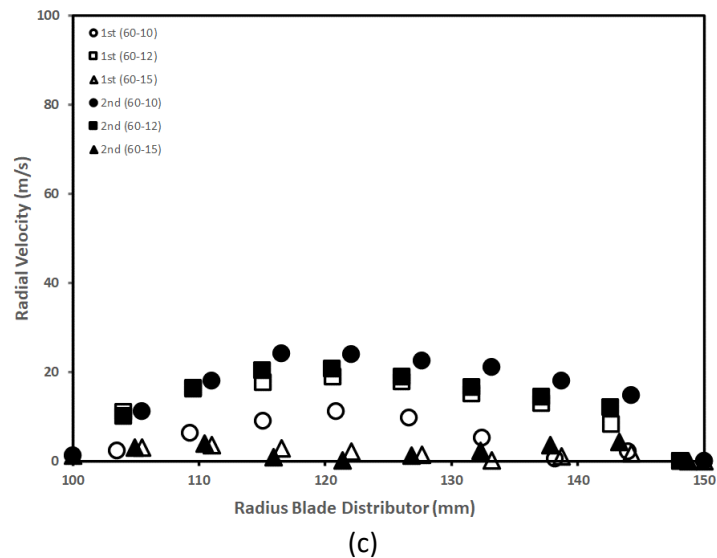 100
80
60
40
20
0
Radial Velocity (m/s)
1st (60-10)
1st (60-12)
1st (60-15)
2nd (60-10)
2nd (60-12)
2nd (60-15)
100 110 120 130 140 150
Radius Blade Distributor (mm)
(c)